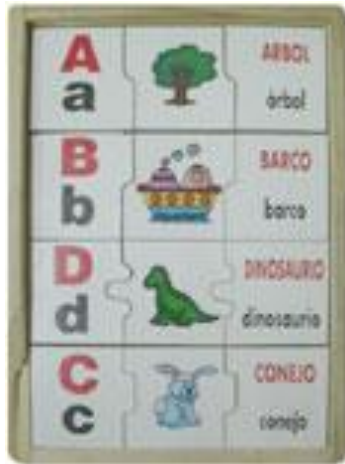 A
a
ARBOL
árbol
B
b
BARCO
barco
D
d
DINOSAURIO
dinosaurio
C
c
CONEJO
conejo